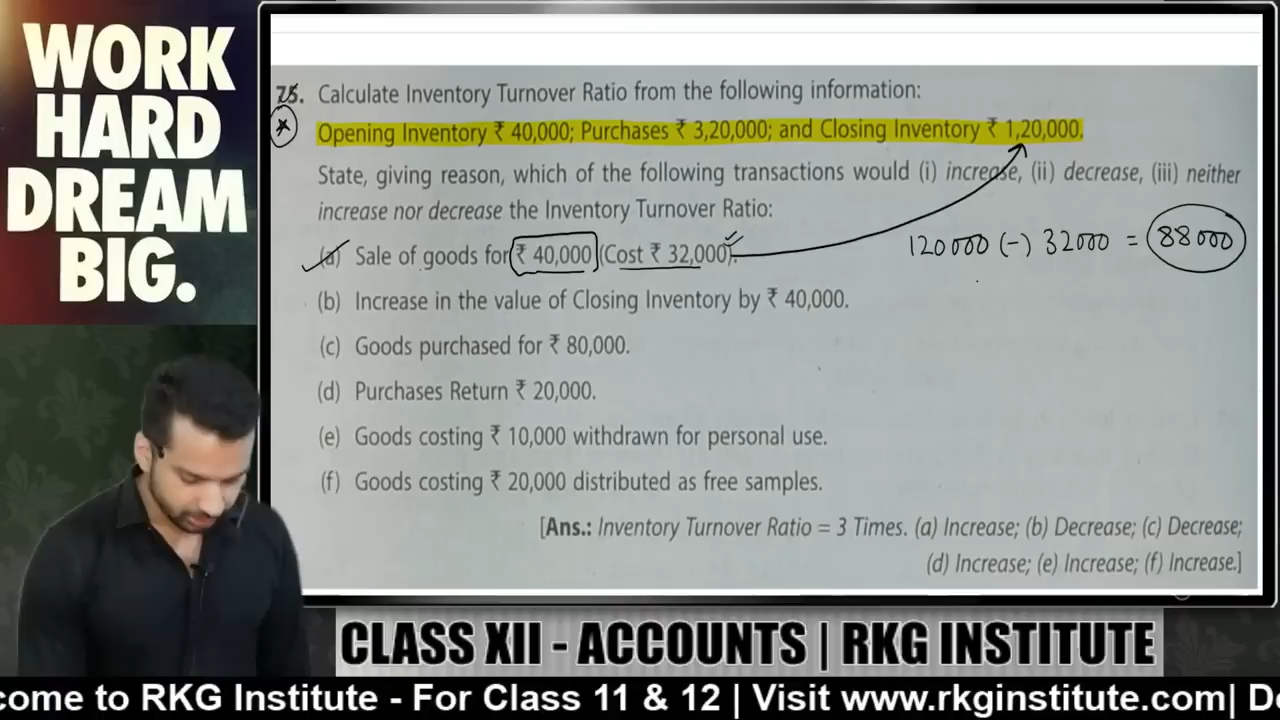 WORK
HARD
DREAM
BIG.
75. Calculate Inventory Turnover Ratio from the following information:
Opening Inventory ₹ 40,000; Purchases ₹ 3,20,000; and Closing Inventory ₹ 1,20,000.
State, giving reason, which of the following transactions would (i) increase, (ii) decrease, (iii) neither
increase nor decrease the Inventory Turnover Ratio:
(a) Sale of goods for ₹ 40,000 (Cost ₹ 32,000).
120000 (-) 32000 = 88000
(b) Increase in the value of Closing Inventory by ₹ 40,000.
(c) Goods purchased for ₹ 80,000.
(d) Purchases Return ₹ 20,000.
(e) Goods costing ₹ 10,000 withdrawn for personal use.
(f) Goods costing ₹ 20,000 distributed as free samples.
[Ans.: Inventory Turnover Ratio = 3 Times. (a) Increase; (b) Decrease; (c) Decrease;
(d) Increase; (e) Increase; (f) Increase.]
CLASS XII - ACCOUNTS | RKG INSTITUTE
come to RKG Institute - For Class 11 & 12 | Visit www.rkginstitute.com| Do